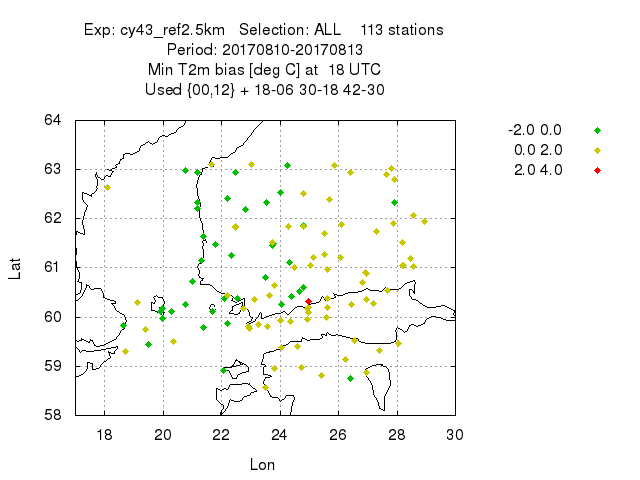 Exp: cy43_ref2.5km   Selection: ALL    113 stations
Period: 20170810-20170813
Min T2m bias [deg C] at  18 UTC
Used {00,12} + 18-06 30-18 42-30
-2.0 0.0
0.0 2.0
2.0 4.0
64
63
62
61
60
59
58
Lat
18 20 22 24 26 28 30
Lon